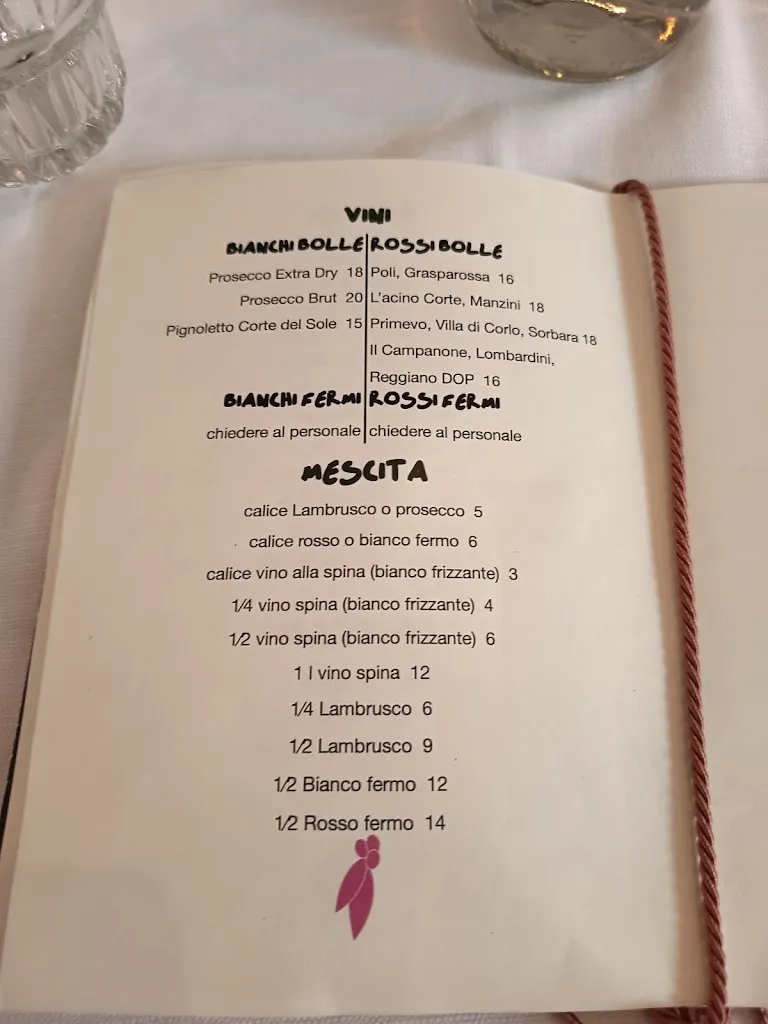 VINI
BIANCHI BOLLE
Prosecco Extra Dry 18
Prosecco Brut 20
Pignoletto Corte del Sole 15
ROSSI BOLLE
Poli, Grasparossa 16
L'acino Corte, Manzini 18
Primevo, Villa di Corlo, Sorbara 18
Il Campanone, Lombardini,
Reggiano DOP 16
BIANCHI FERMI
chiedere al personale
ROSSI FERMI
chiedere al personale
MESCITA
calice Lambrusco o prosecco 5
calice rosso o bianco fermo 6
calice vino alla spina (bianco frizzante) 3
1/4 vino spina (bianco frizzante) 4
1/2 vino spina (bianco frizzante) 6
1 l vino spina 12
1/4 Lambrusco 6
1/2 Lambrusco 9
1/2 Bianco fermo 12
1/2 Rosso fermo 14